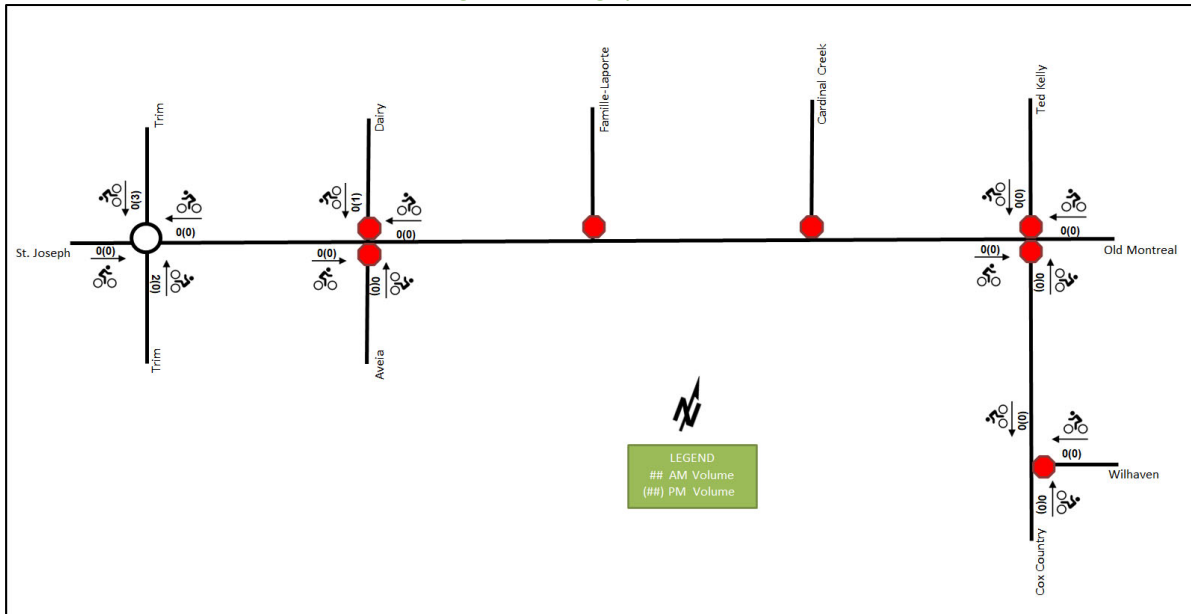 Trim
Dairy
Famille-Laporte
Cardinal Creek
Ted Kelly
0(3)
0(0)
0(1)
0(0)
0(0)
0(0)
St. Joseph
0(0)
2(0)
0(0)
0(0)
0(0)
0(0)
Old Montreal
Trim
Aveia
N
LEGEND
## AM Volume
(##) PM Volume
0(0)
0(0)
Wilhaven
0(0)
Cox Country